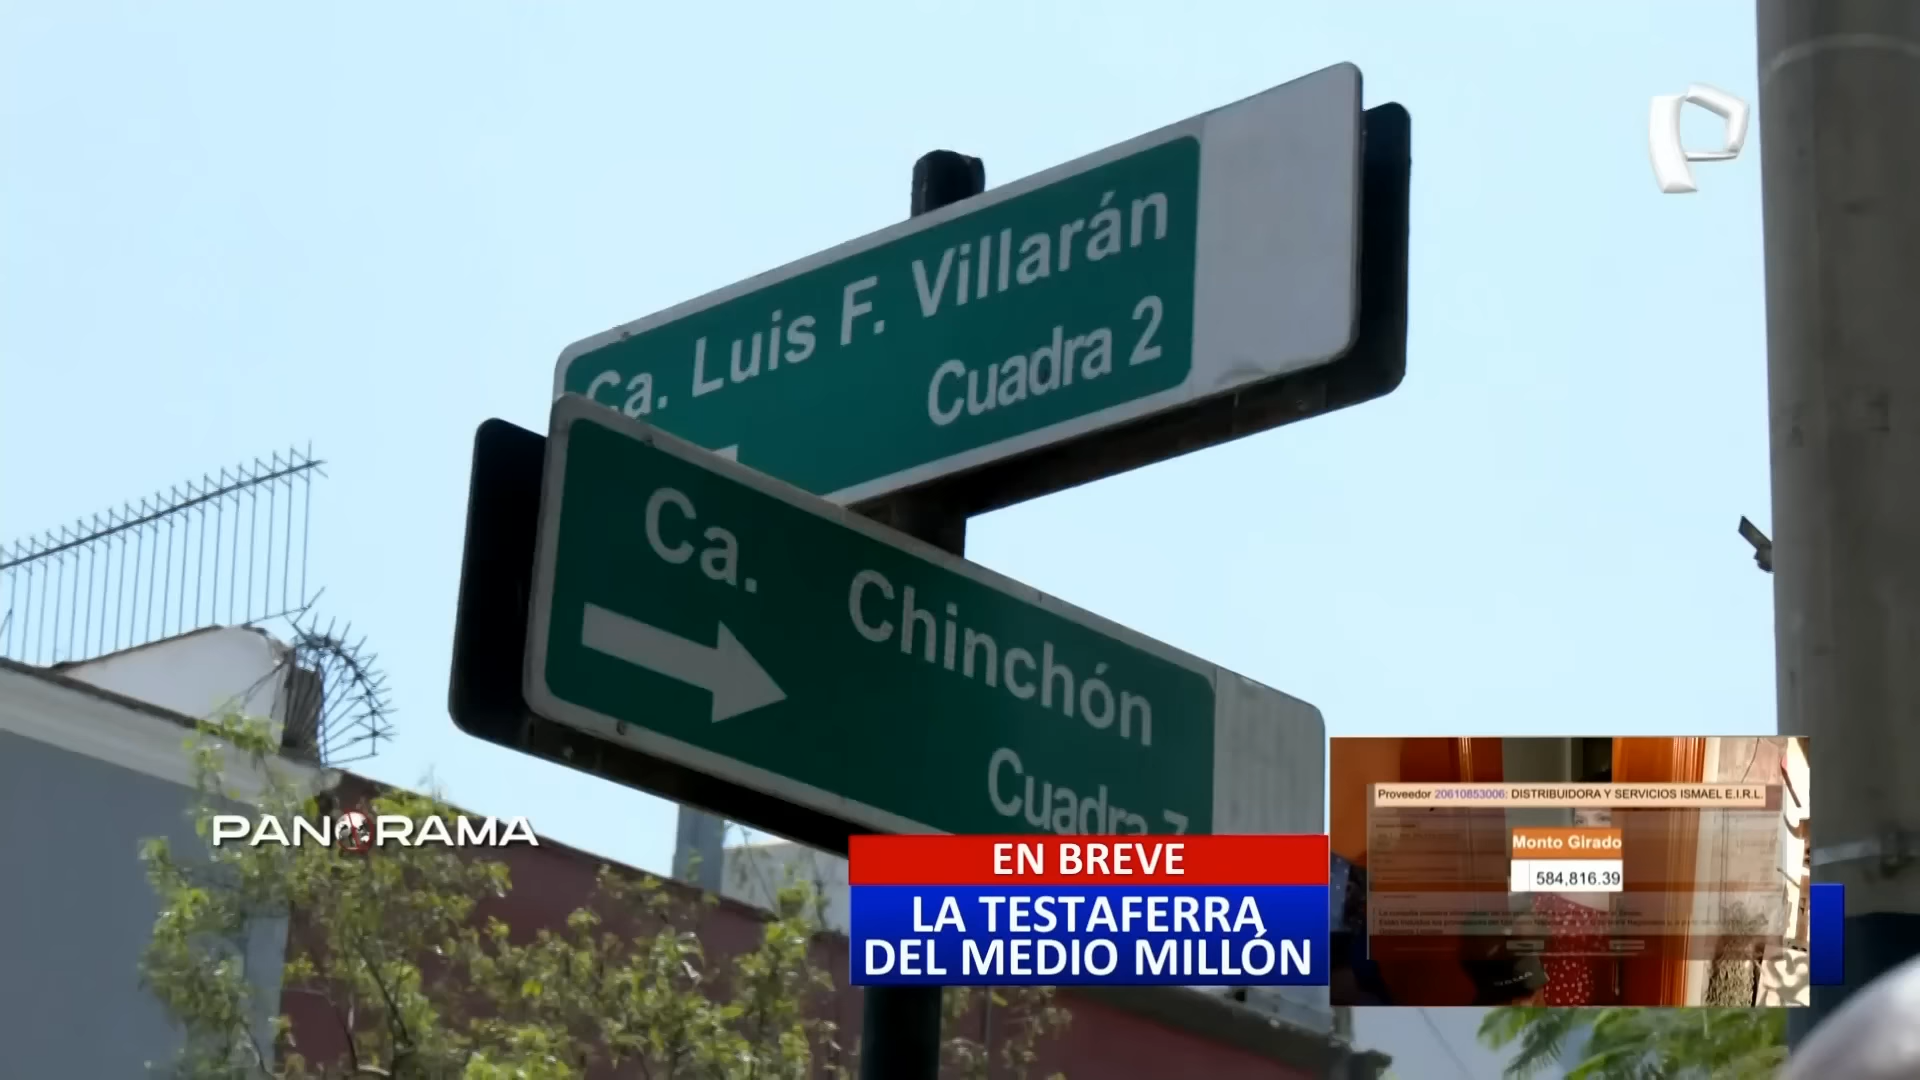 Ca. Luis F. Villarán
Cuadra 2
Ca. Chinchón
Cuadra 7
PANORAMA
EN BREVE
LA TESTAFERRA
DEL MEDIO MILLÓN
Proveedor 20610853006: DISTRIBUIDORA Y SERVICIOS ISMAEL E.I.R.L.
Monto Girado
584,816.39